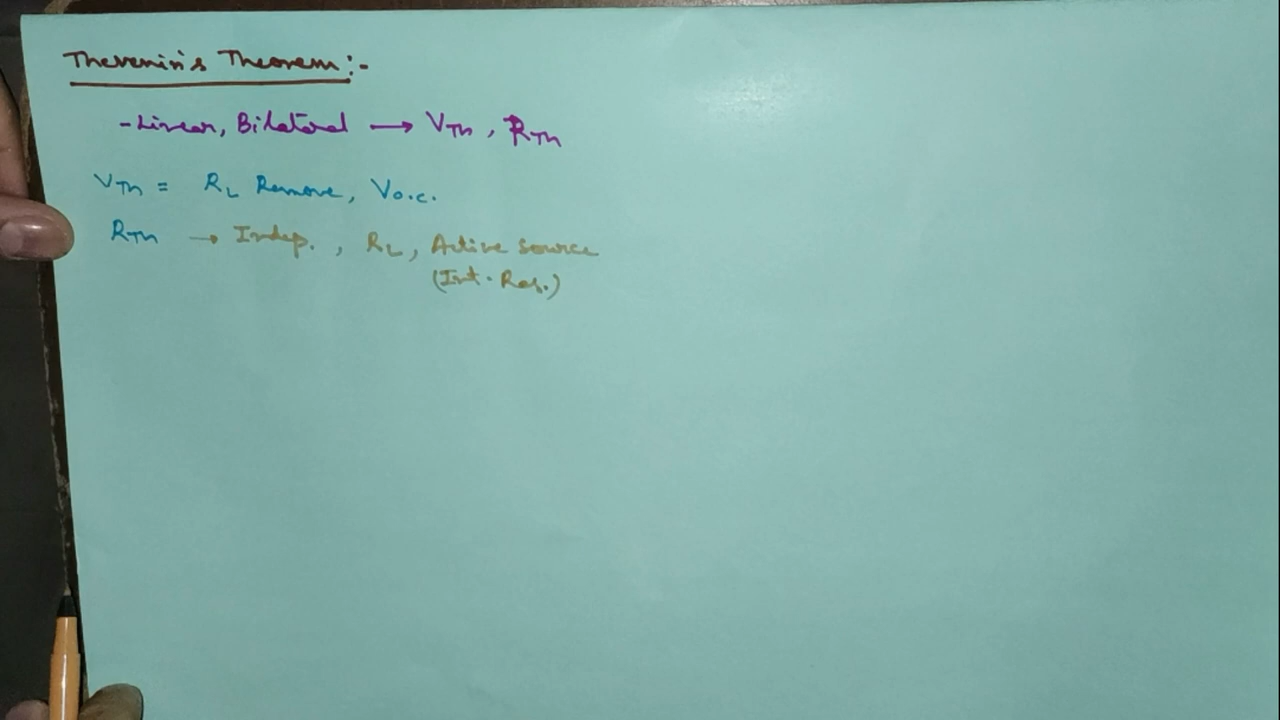 Thevenin's Theorem:-
- Linear, Bilateral → VTh, RTh
VTh = RL Remove, Vo.c.
RTh → Indep., RL, Active source
(Int. Res.)